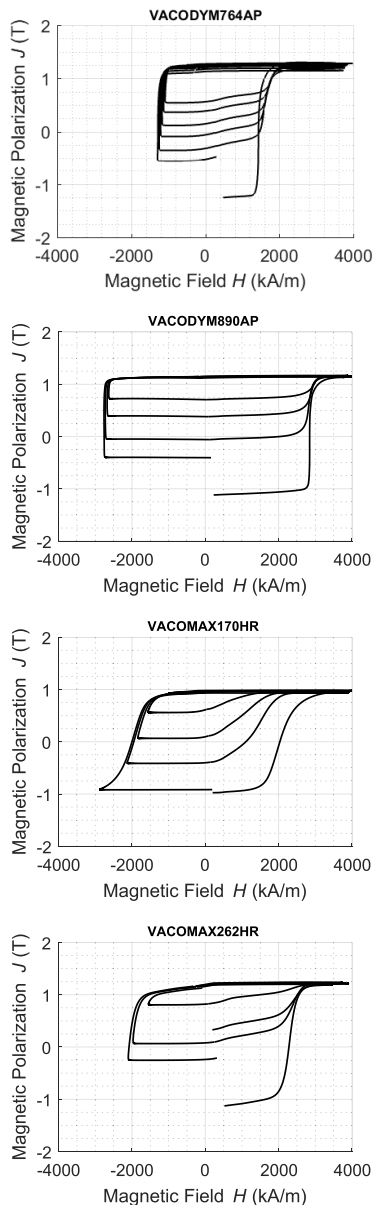 VACODYM764AP
Magnetic Polarization J (T)
2
1
0
-1
-2
-4000 -2000 0 2000 4000
Magnetic Field H (kA/m)
VACODYM890AP
Magnetic Polarization J (T)
2
1
0
-1
-2
-4000 -2000 0 2000 4000
Magnetic Field H (kA/m)
VACOMAX170HR
Magnetic Polarization J (T)
2
1
0
-1
-2
-4000 -2000 0 2000 4000
Magnetic Field H (kA/m)
VACOMAX262HR
Magnetic Polarization J (T)
2
1
0
-1
-2
-4000 -2000 0 2000 4000
Magnetic Field H (kA/m)